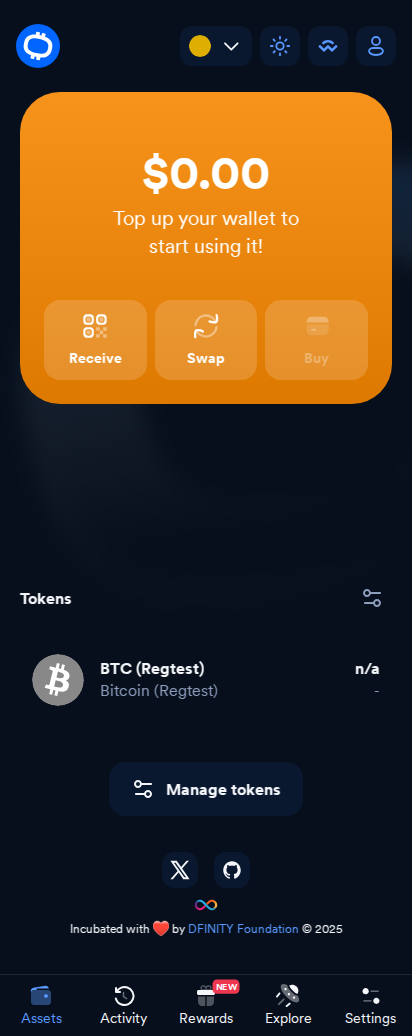 $0.00
Top up your wallet to
start using it!
Receive
Swap
Buy
Tokens
BTC (Regtest)
n/a
Bitcoin (Regtest)
-
Manage tokens
Incubated with ❤️ by DFINITY Foundation © 2025
NEW
Assets
Activity
Rewards
Explore
Settings